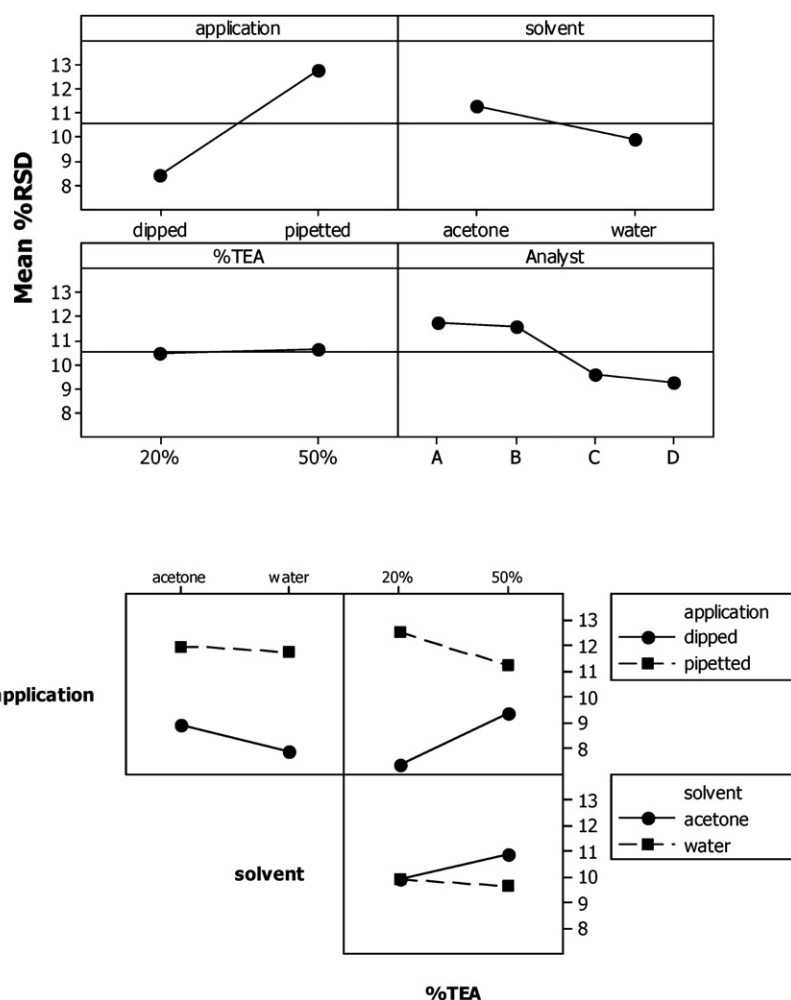 application solvent
13
12
11
10
9
8
Mean %RSD
dipped pipetted acetone water
%TEA Analyst
13
12
11
10
9
8
20% 50% A B C D
acetone water 20% 50%
application
13
12
11
10
9
8
application
dipped
pipetted
solvent
13
12
11
10
9
8
solvent
acetone
water
%TEA